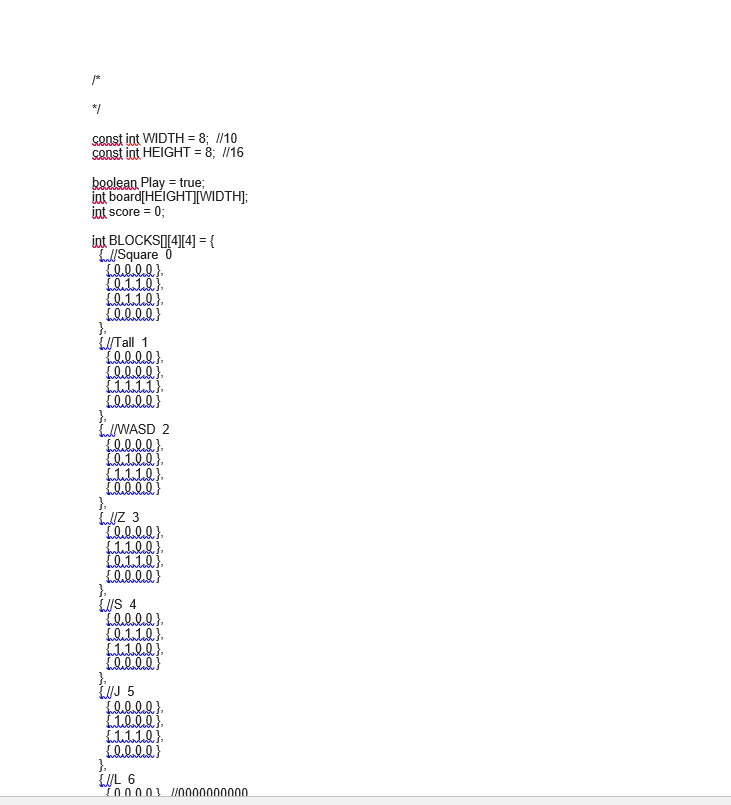 /*
*/
const int WIDTH = 8;  //10
const int HEIGHT = 8;  //16
boolean Play = true;
int board[HEIGHT][WIDTH];
int score = 0;
int BLOCKS[][4][4] = {
{  //Square  0
{ 0,0,0,0 },
{ 0,1,1,0 },
{ 0,1,1,0 },
{ 0,0,0,0 }
},
{ //Tall  1
{ 0,0,0,0 },
{ 0,0,0,0 },
{ 1,1,1,1 },
{ 0,0,0,0 }
},
{  //WASD  2
{ 0,0,0,0 },
{ 0,1,0,0 },
{ 1,1,1,0 },
{ 0,0,0,0 }
},
{  //Z  3
{ 0,0,0,0 },
{ 1,1,0,0 },
{ 0,1,1,0 },
{ 0,0,0,0 }
},
{ //S  4
{ 0,0,0,0 },
{ 0,1,1,0 },
{ 1,1,0,0 },
{ 0,0,0,0 }
},
{ //J  5
{ 0,0,0,0 },
{ 1,0,0,0 },
{ 1,1,1,0 },
{ 0,0,0,0 }
},
{ //L  6
{ 0,0,0,0 },  //0000000000